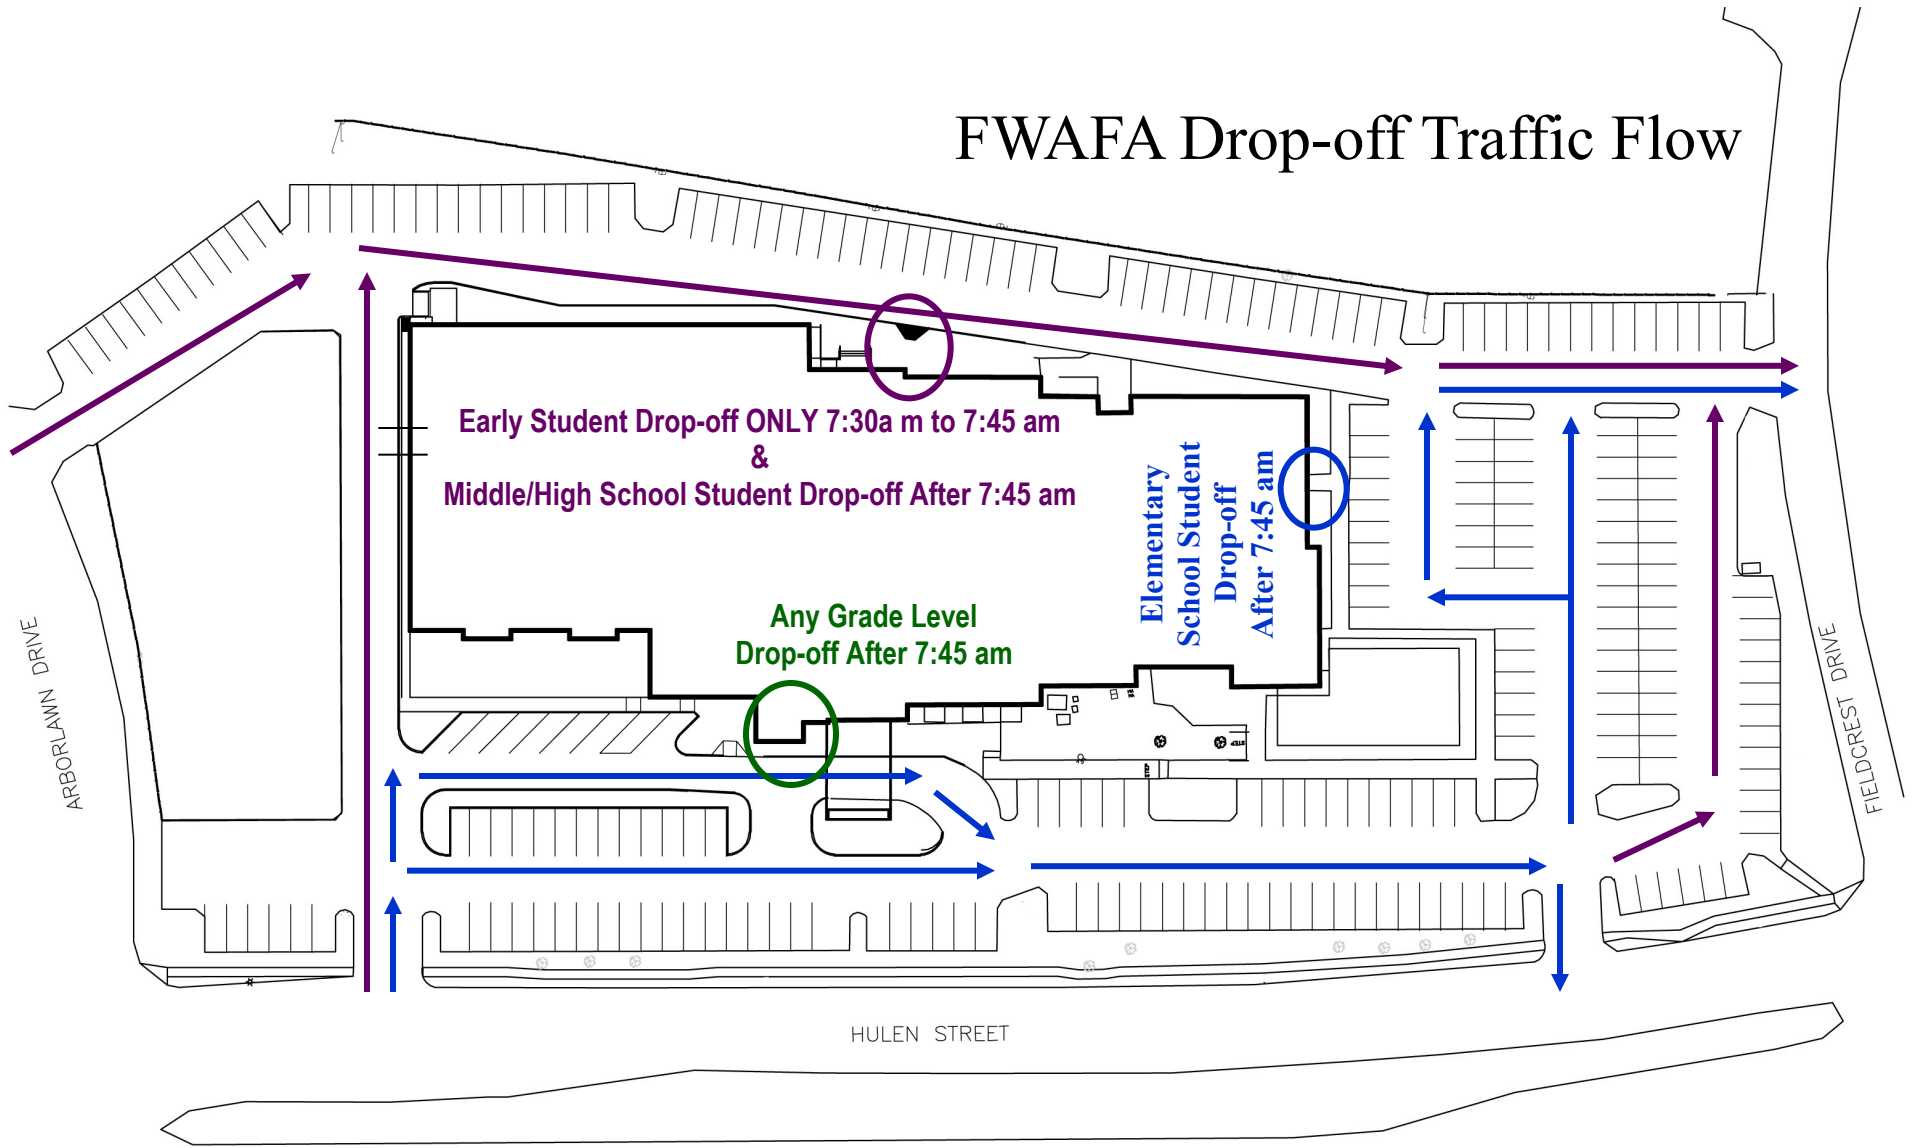 FWAFA Drop-off Traffic Flow
Early Student Drop-off ONLY 7:30a m to 7:45 am
&
Middle/High School Student Drop-off After 7:45 am
Elementary
School Student
Drop-off
After 7:45 am
Any Grade Level
Drop-off After 7:45 am
ARBORLAWN DRIVE
FIELDCREST DRIVE
STEP
STEP
HULEN STREET